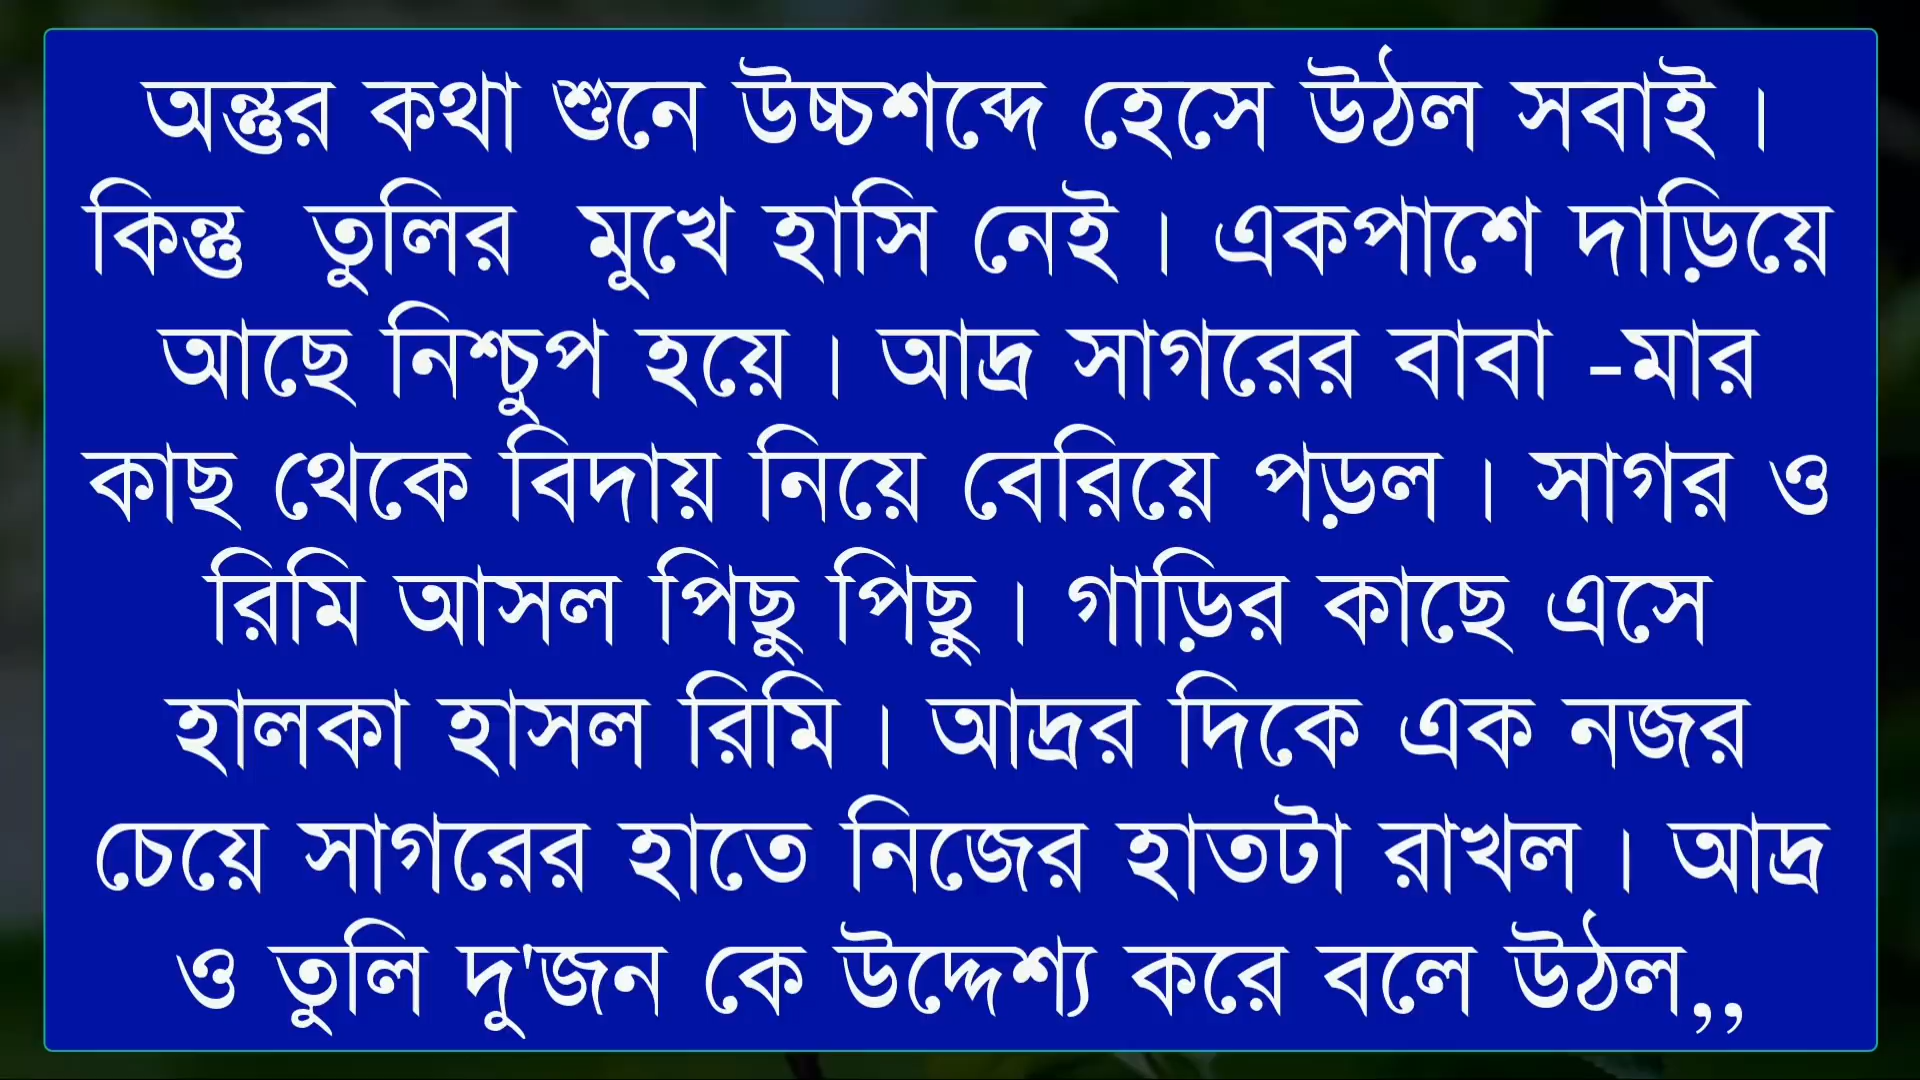 অন্তুর কথা শুনে উচ্চশব্দে হেসে উঠল সবাই ।
কিন্তু তুলির মুখে হাসি নেই । একপাশে দাড়িয়ে
আছে নিশ্চুপ হয়ে । আদ্র সাগরের বাবা -মার
কাছ থেকে বিদায় নিয়ে বেরিয়ে পড়ল । সাগর ও
রিমি আসল পিছু পিছু । গাড়ির কাছে এসে
হালকা হাসল রিমি । আদ্রর দিকে এক নজর
চেয়ে সাগরের হাতে নিজের হাতটা রাখল । আদ্র
ও তুলি দু'জন কে উদ্দেশ্য করে বলে উঠল,,